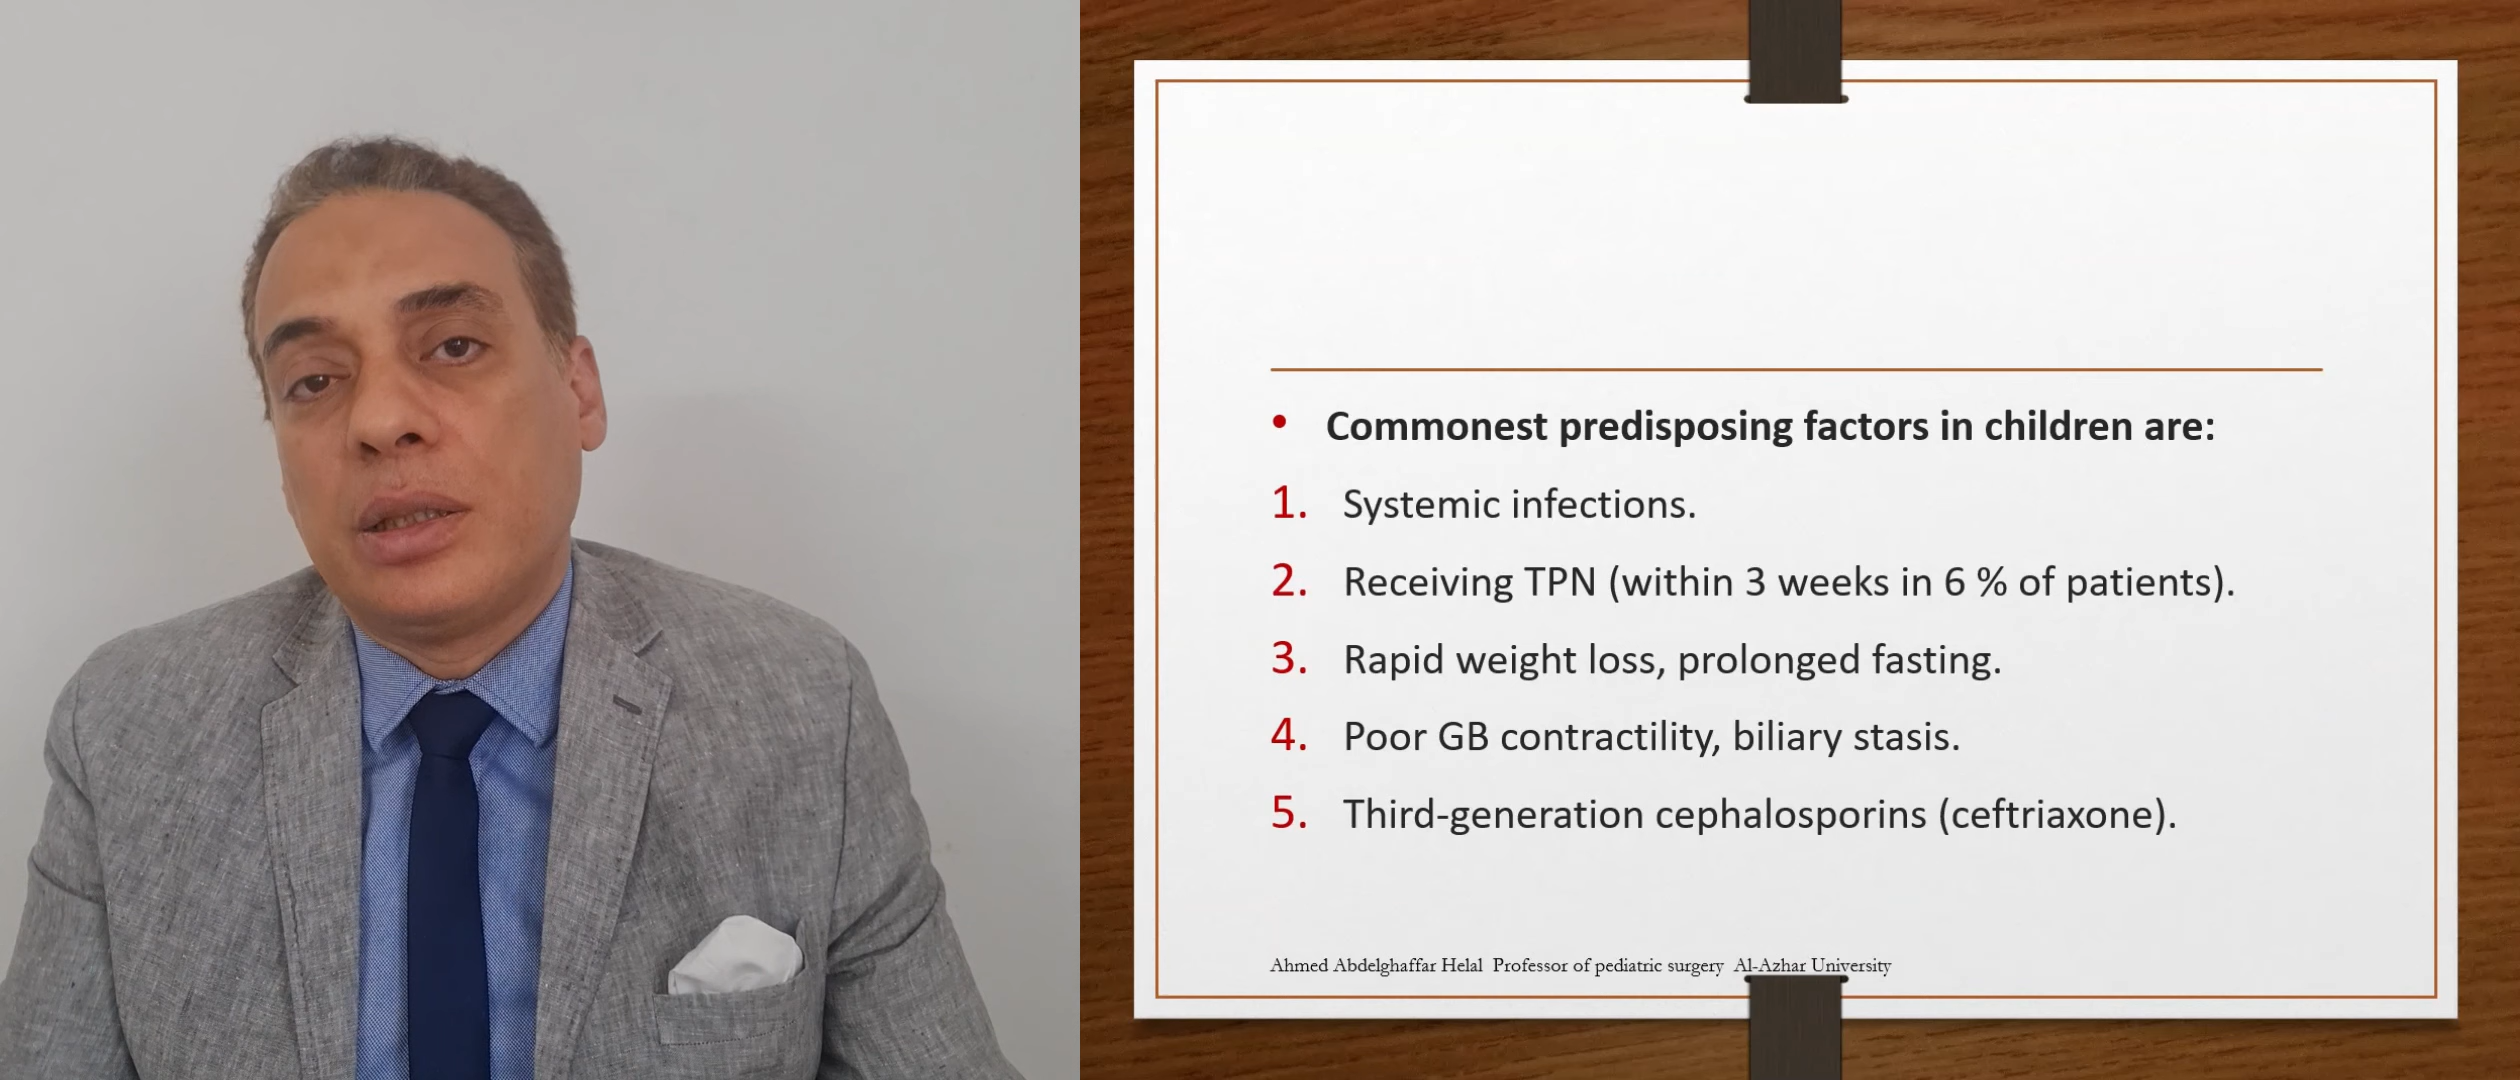 • Commonest predisposing factors in children are:
1. Systemic infections.
2. Receiving TPN (within 3 weeks in 6 % of patients).
3. Rapid weight loss, prolonged fasting.
4. Poor GB contractility, biliary stasis.
5. Third-generation cephalosporins (ceftriaxone).
Ahmed Abdelghaffar Helal Professor of pediatric surgery Al-Azhar University